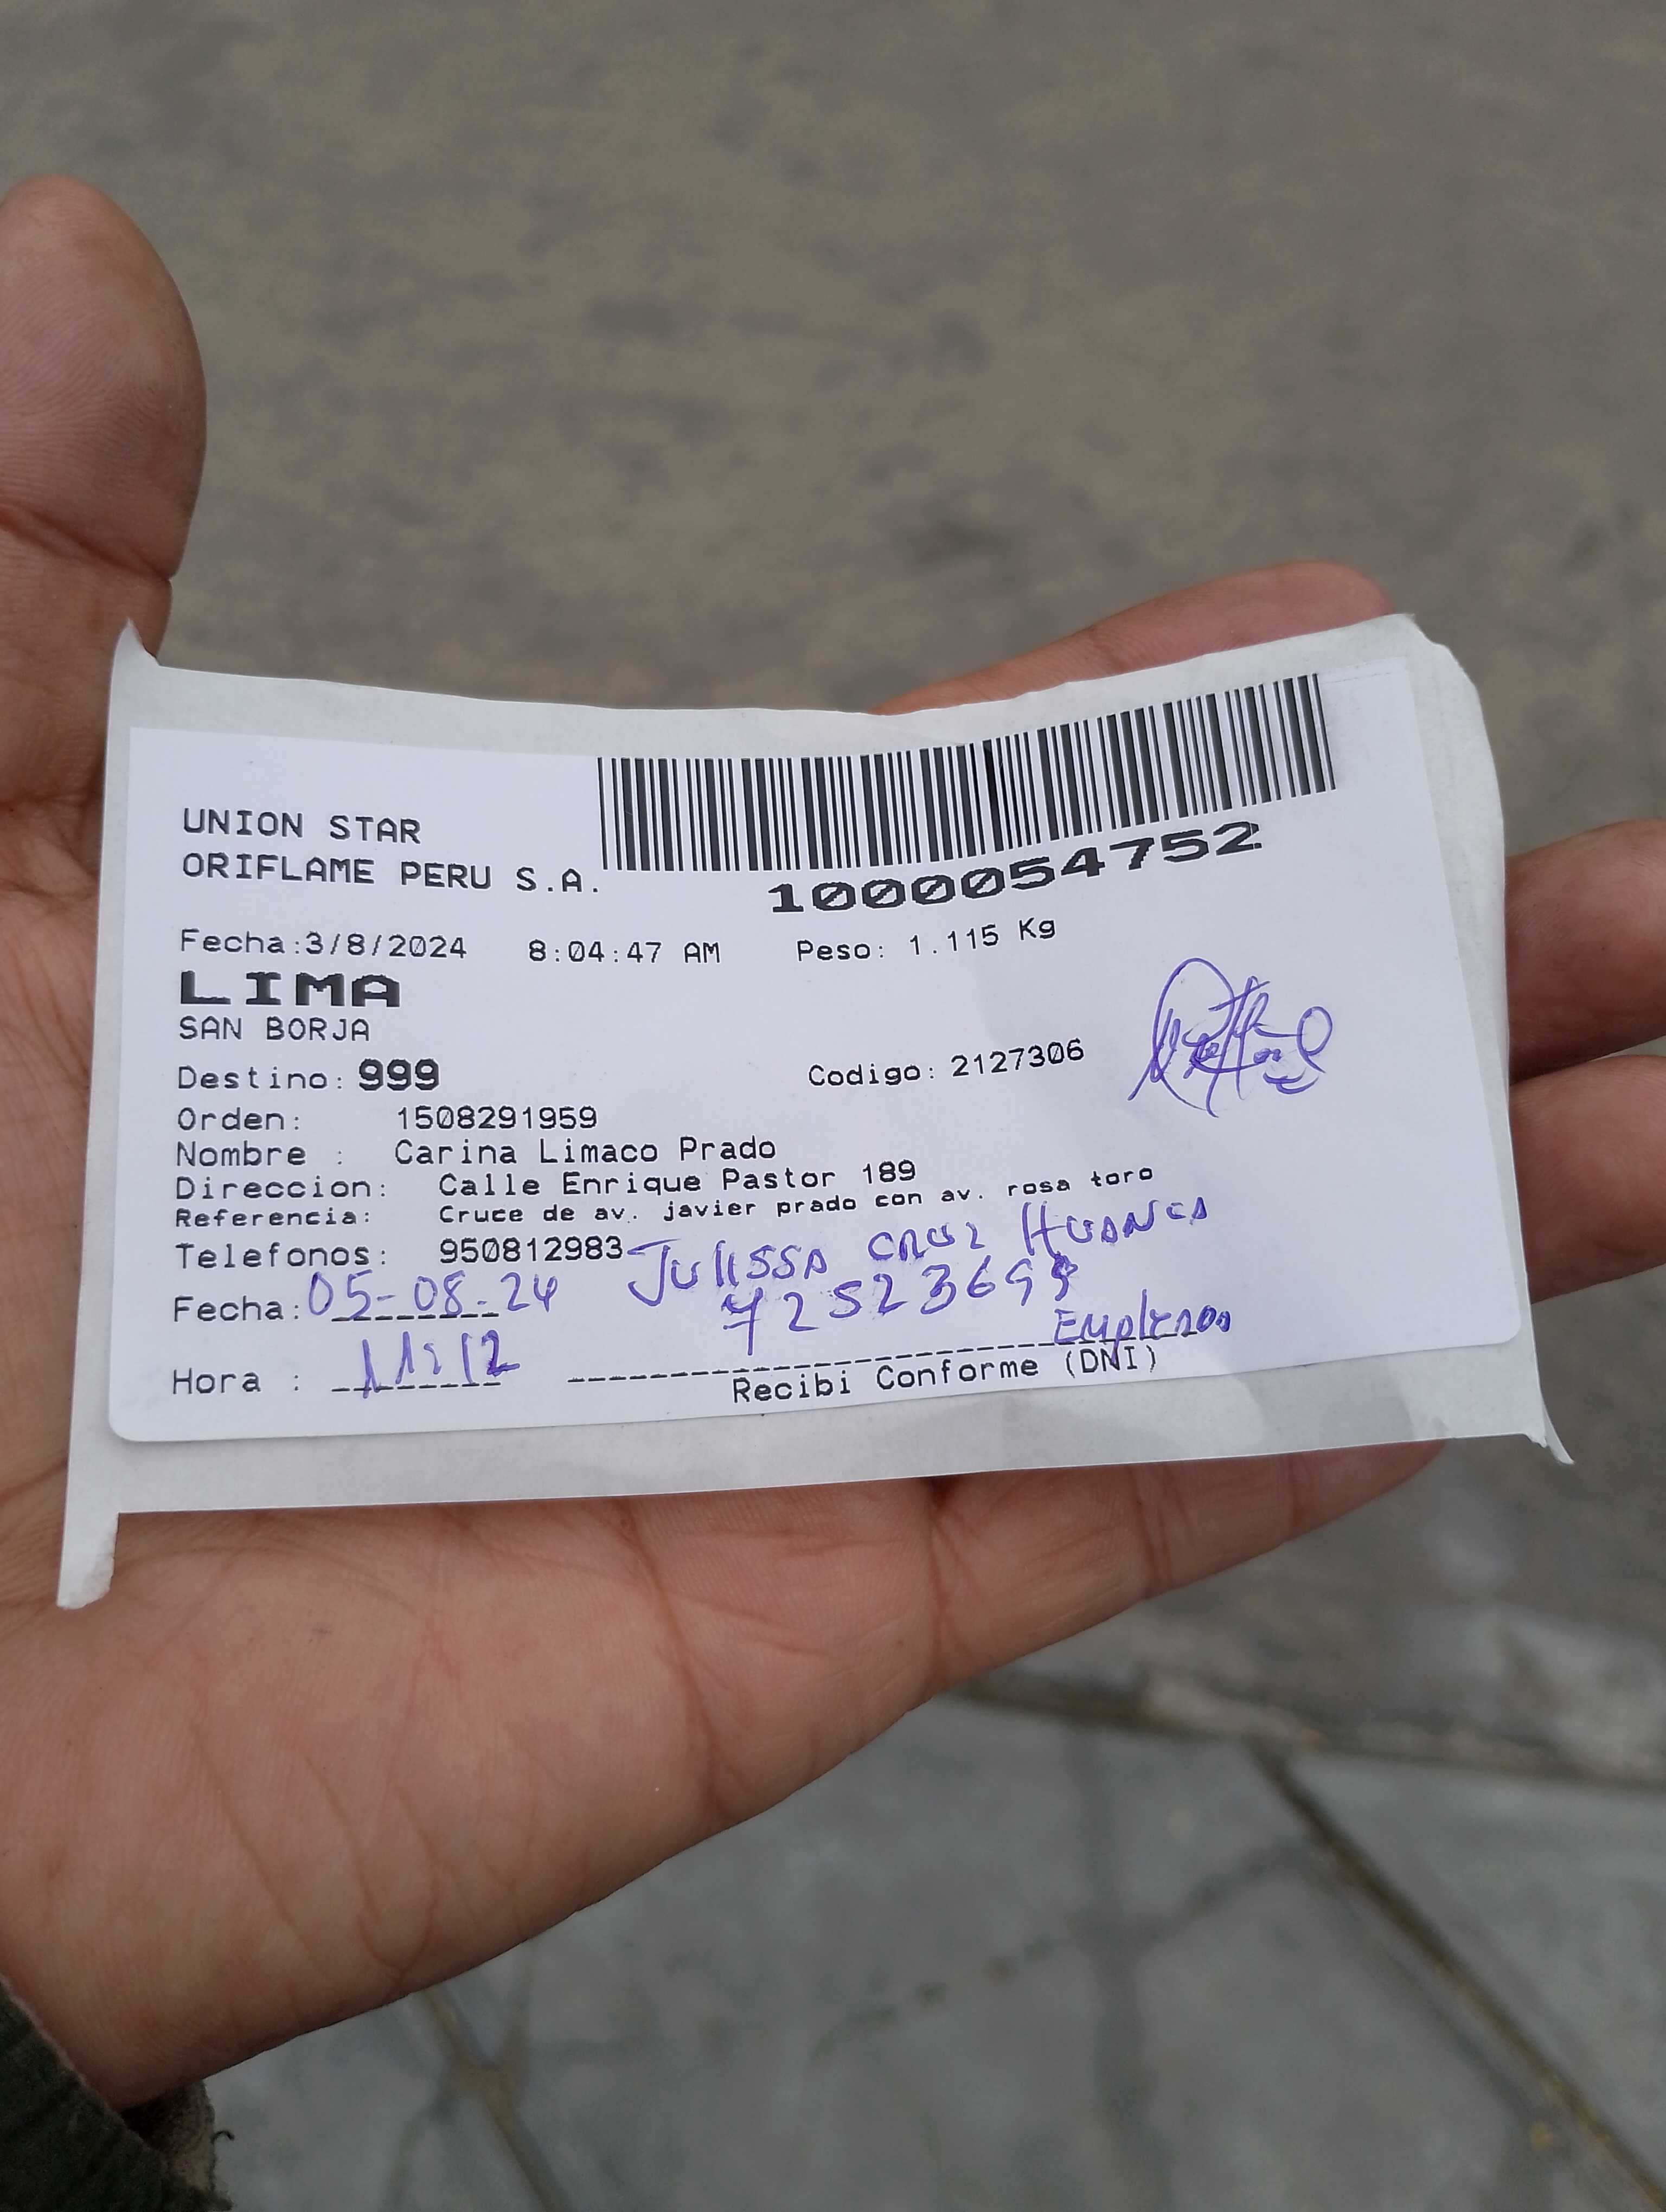 UNION STAR
ORIFLAME PERU S.A.
1000054752
Fecha:3/8/2024 8:04:47 AM Peso: 1.115 Kg
LIMA
SAN BORJA
Destino: 999 Codigo: 2127306
Orden: 1508291959
Nombre : Carina Limaco Prado
Direccion: Calle Enrique Pastor 189
Referencia: Cruce de av. javier prado con av. rosa toro
Telefonos: 950812983 JULISSA CRUZ HUANCA
Fecha: 05-08-24
Hora : 11:12
Recibi Conforme (DNI)